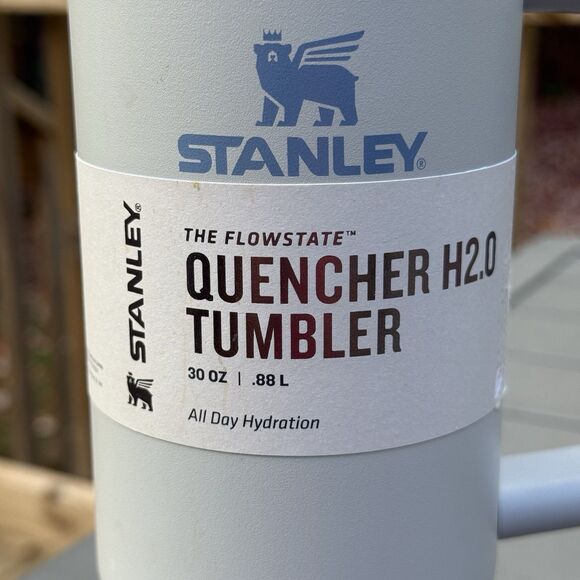 STANLEY®
STANLEY®
THE FLOWSTATE™
QUENCHER H2.0
TUMBLER
30 OZ | .88 L
All Day Hydration